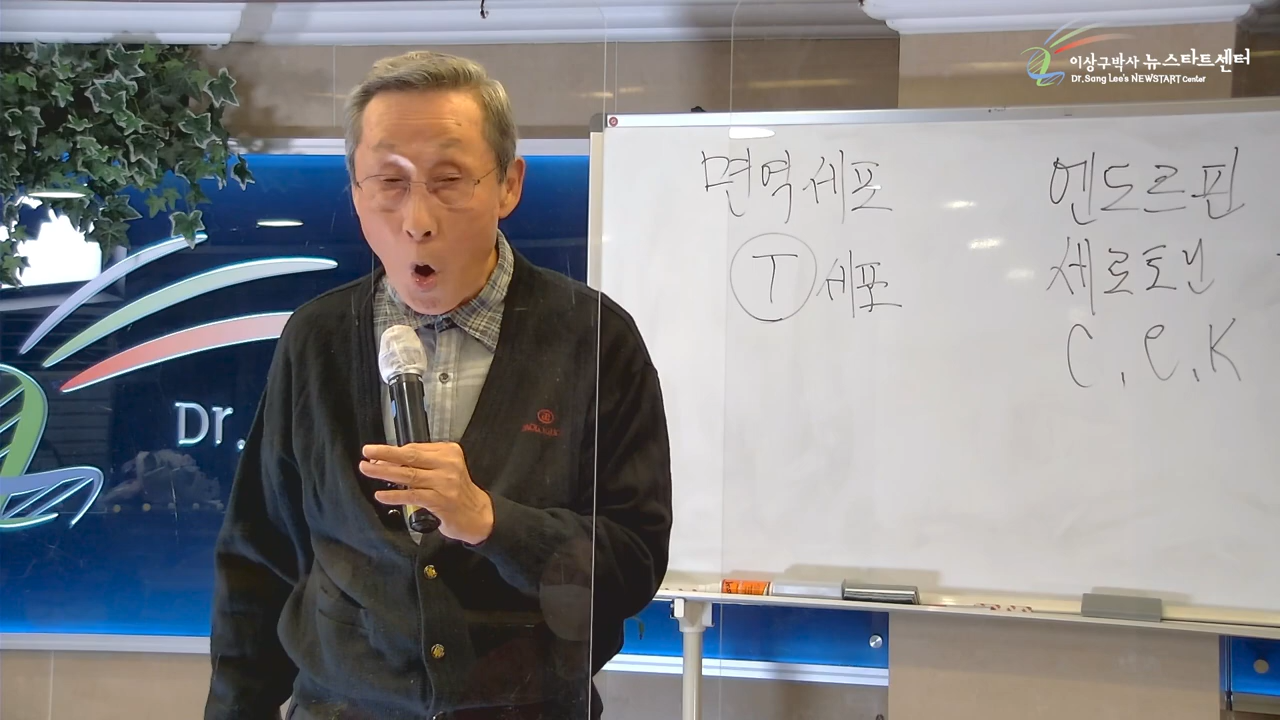 이상구박사 뉴스타트센터
Dr. Sang Lee's NEWSTART Center
면역세포
T 세포
엔도르핀
세로토닌
C, C, K
Dr.